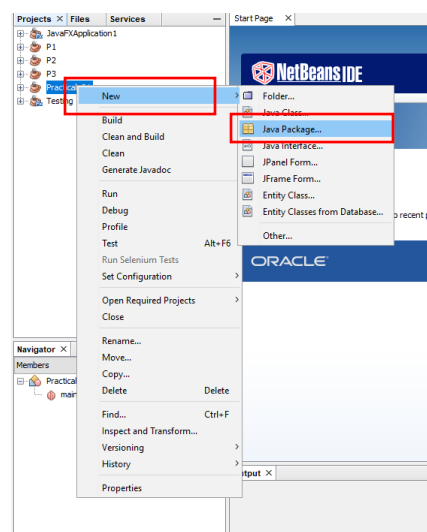 Projects × Files Services
Start Page ×
JavaFXApplication1
P1
P2
P3
Practical
Testing
NetBeans IDE
New
Build
Clean and Build
Clean
Generate Javadoc
Run
Debug
Profile
Test Alt+F6
Run Selenium Tests
Set Configuration
Open Required Projects
Close
Rename...
Move...
Copy...
Delete Delete
Find... Ctrl+F
Inspect and Transform...
Versioning
History
Properties
Folder...
Java Class...
Java Package...
Java Interface...
JPanel Form...
JFrame Form...
Entity Class...
Entity Classes from Database...
Other...
o recent p
ORACLE
Navigator ×
Members
Practical
main
tput ×